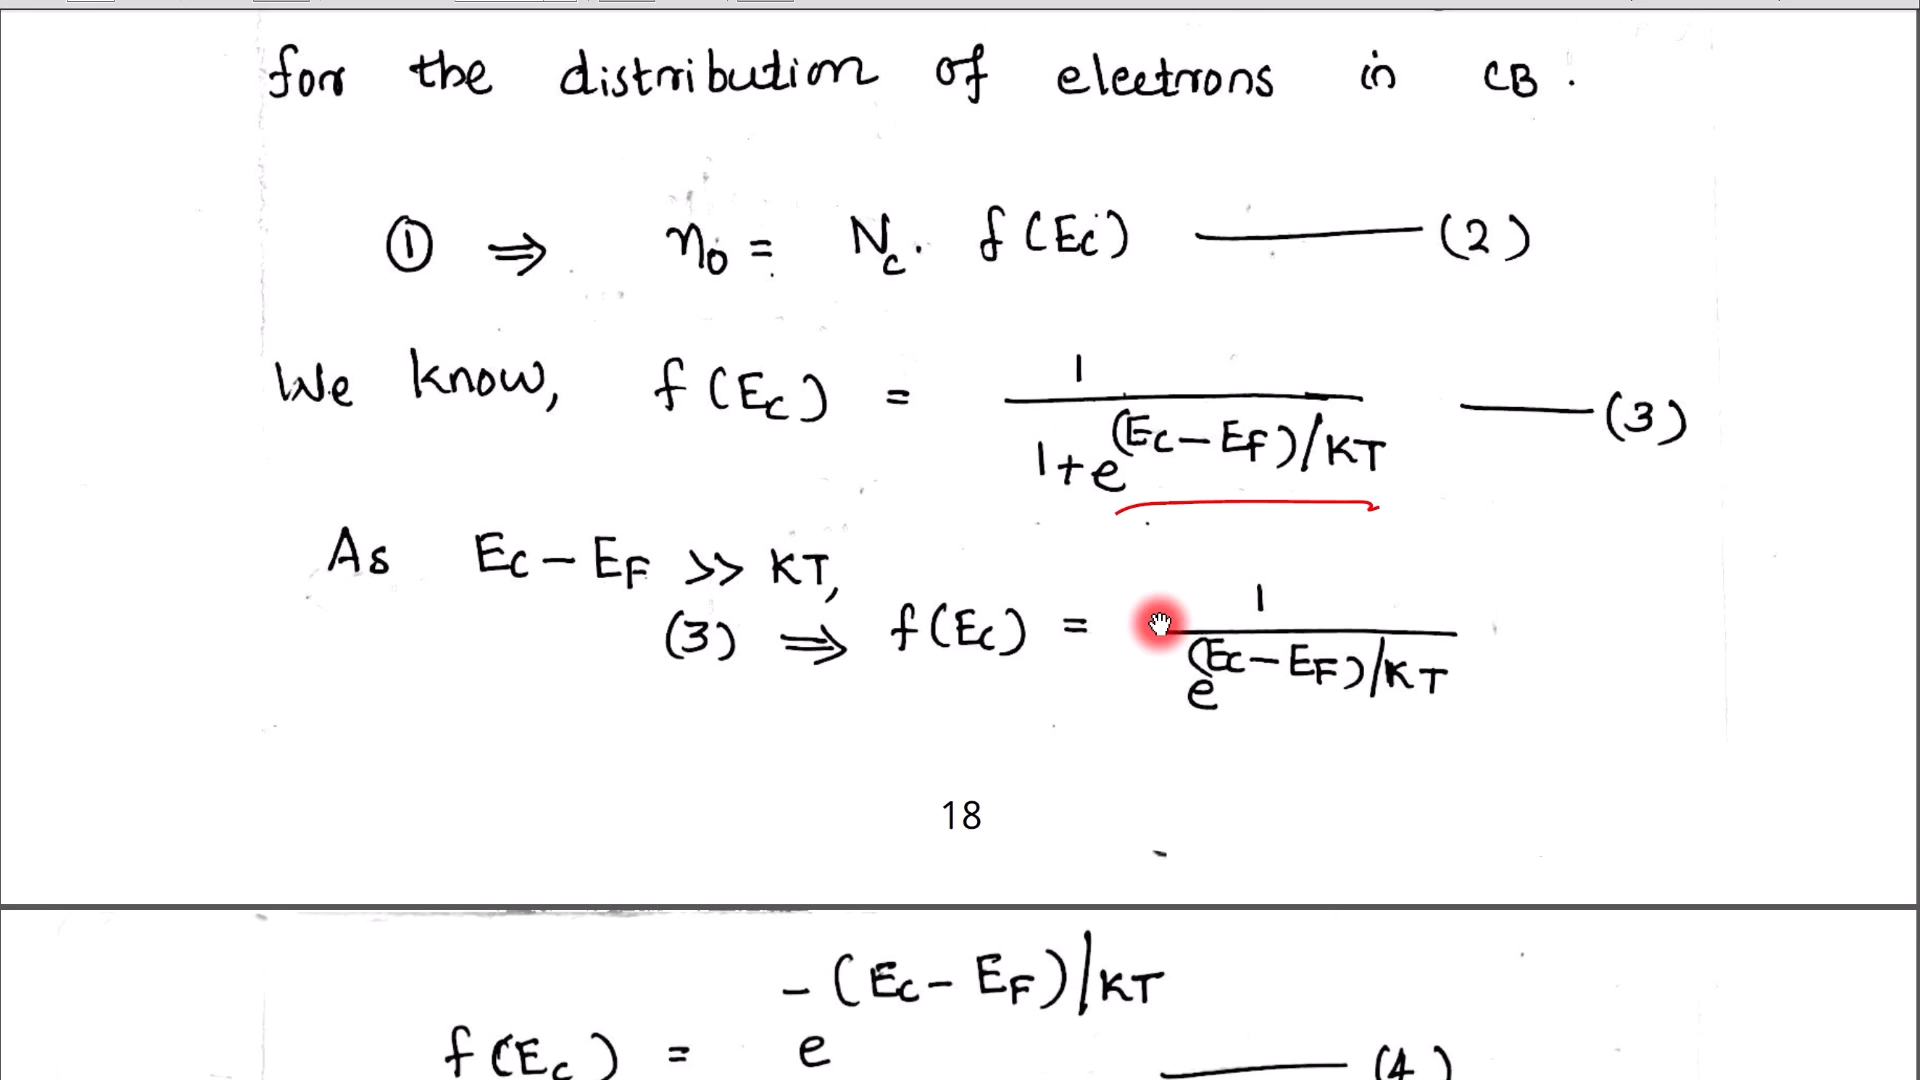 for the distribution of electrons in CB.
① ⇒ n₀ = N_c . f(E_c) ——— (2)
We know, f(E_c) = 1 / (1+e^((E_c – E_F)/KT)) ——— (3)
As E_c – E_F >> KT,
(3) ⇒ f(E_c) = 1 / e^((E_c – E_F)/KT)
18
f(E_c) = e^(–(E_c – E_F)/KT) ——— (4)